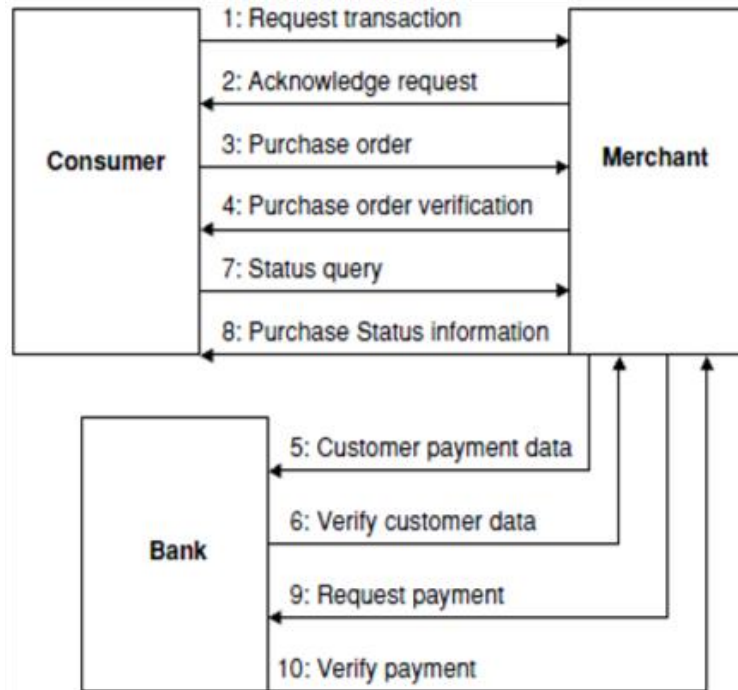 1: Request transaction
2: Acknowledge request
Consumer
3: Purchase order
Merchant
4: Purchase order verification
7: Status query
8: Purchase Status information
5: Customer payment data
6: Verify customer data
Bank
9: Request payment
10: Verify payment